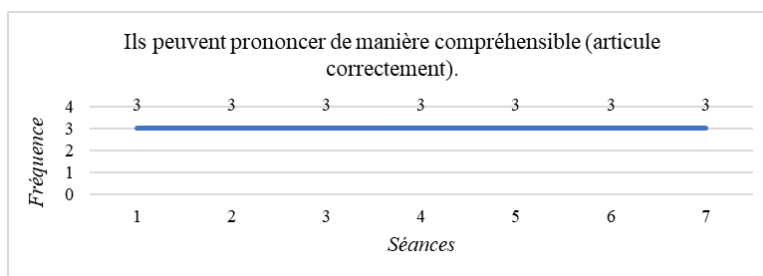 Ils peuvent prononcer de manière compréhensible (articule
correctement).
4
3
2
1
0
3 3 3 3 3 3 3
Fréquence
1 2 3 4 5 6 7
Séances